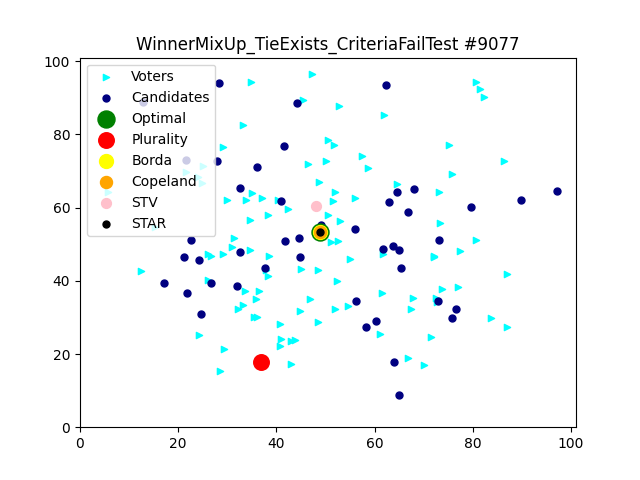 WinnerMixUp_TieExists_CriteriaFailTest #9077
100
80
60
40
20
0
0
20
40
60
80
100
Voters
Candidates
Optimal
Plurality
Borda
Copeland
STV
STAR